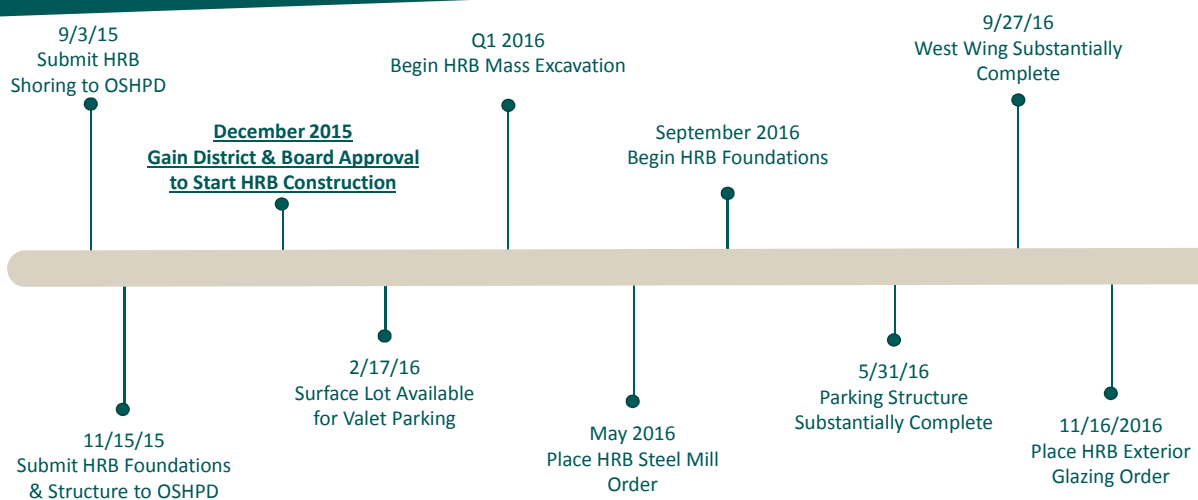 9/3/15
Submit HRB
Shoring to OSHPD
December 2015
Gain District & Board Approval
to Start HRB Construction
Q1 2016
Begin HRB Mass Excavation
September 2016
Begin HRB Foundations
9/27/16
West Wing Substantially
Complete
11/15/15
Submit HRB Foundations
& Structure to OSHPD
2/17/16
Surface Lot Available
for Valet Parking
May 2016
Place HRB Steel Mill
Order
5/31/16
Parking Structure
Substantially Complete
11/16/2016
Place HRB Exterior
Glazing Order